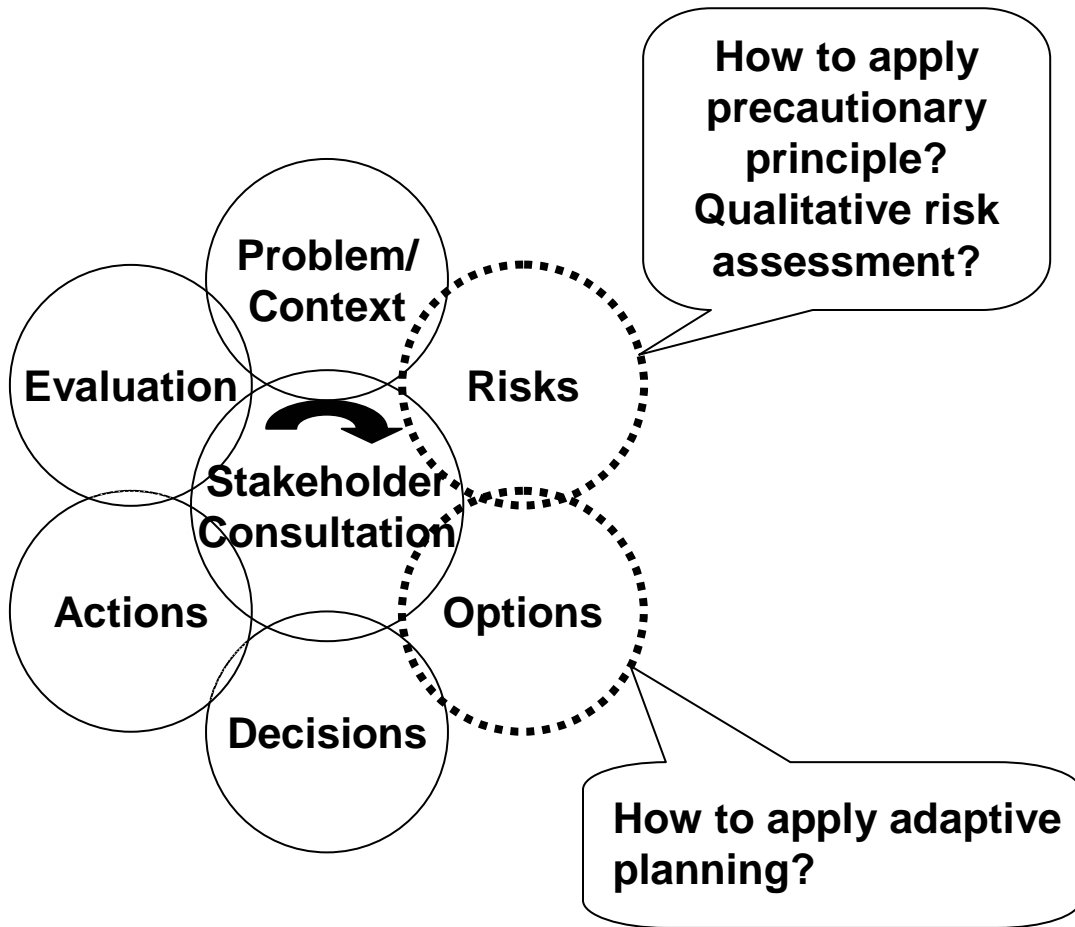 How to apply
precautionary
principle?
Qualitative risk
assessment?
Problem/
Context
Evaluation
Risks
Stakeholder
Consultation
Actions
Options
Decisions
How to apply adaptive
planning?